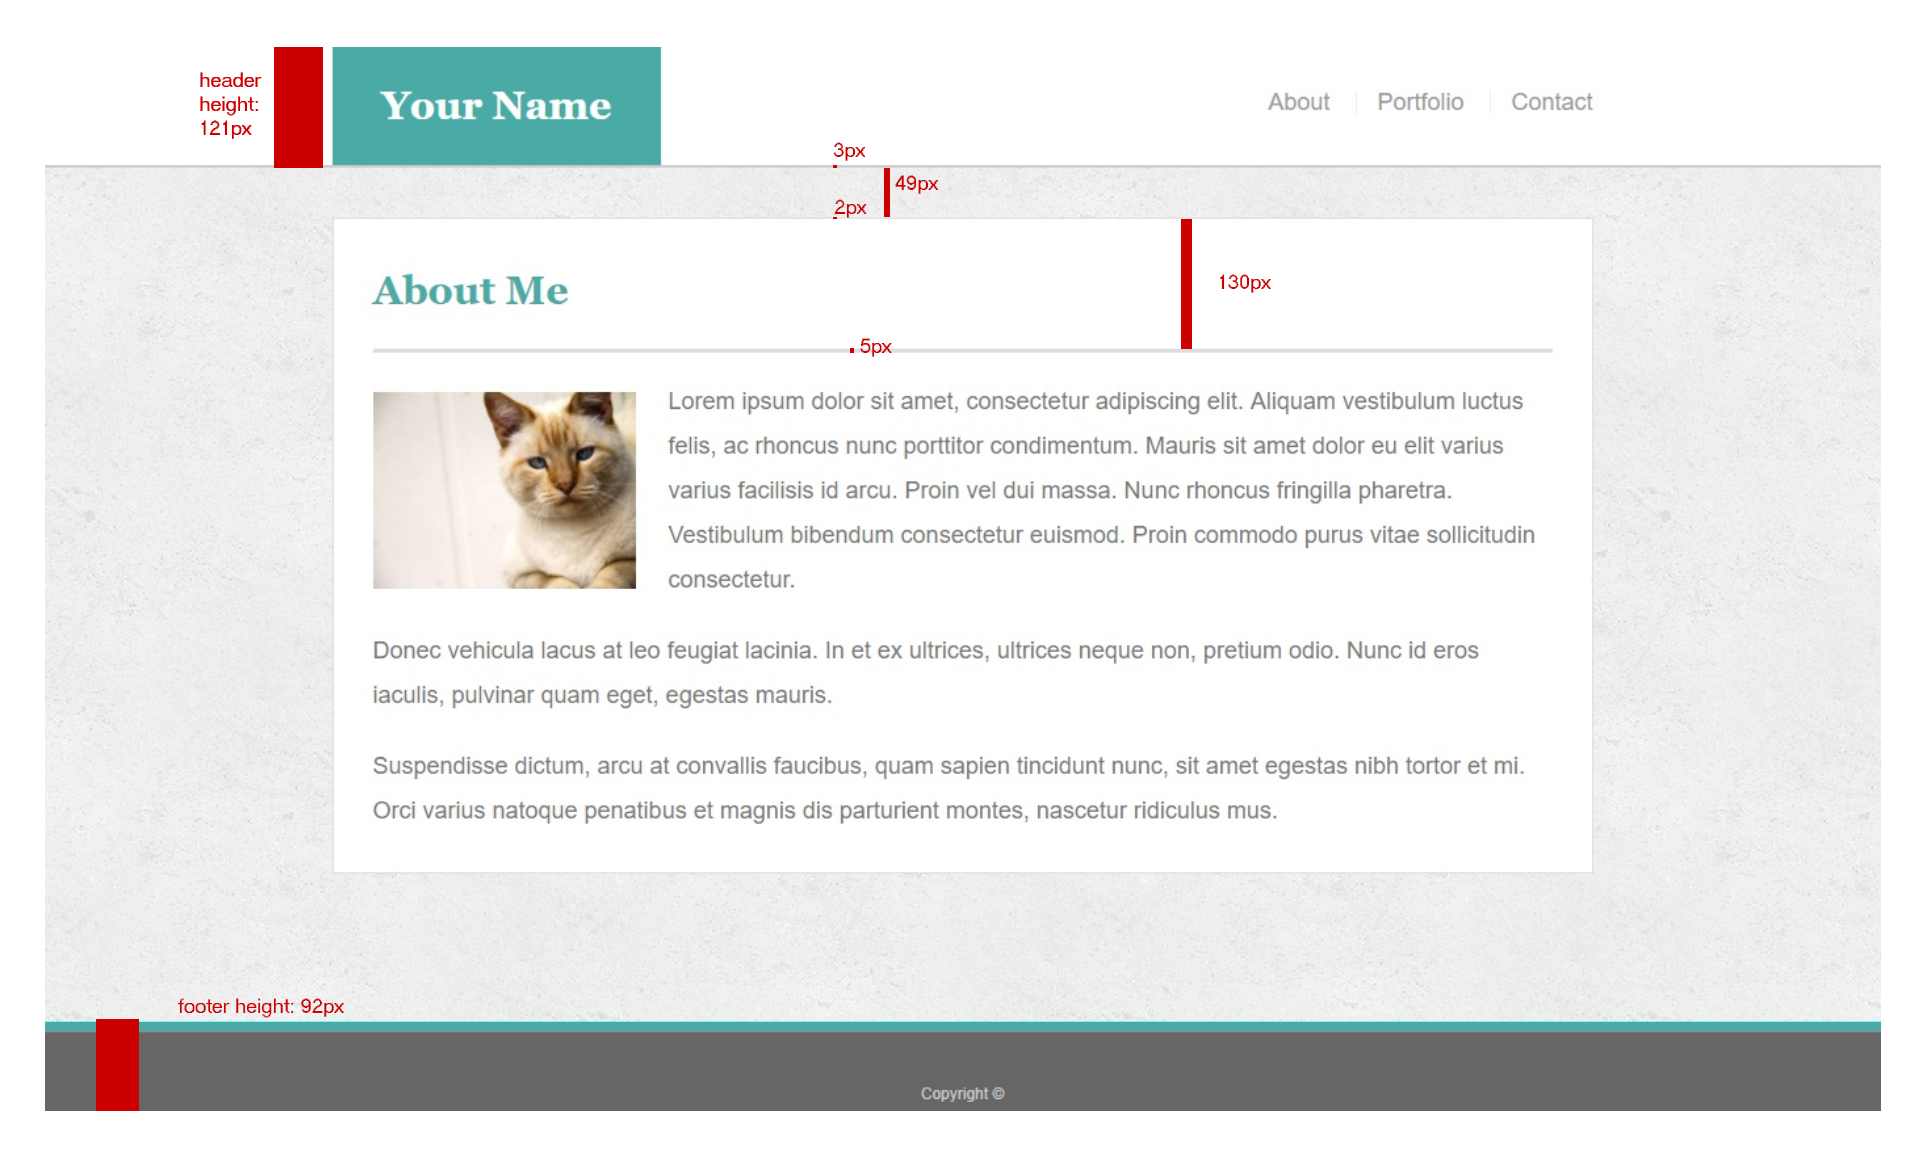 header
height:
121px
Your Name
About Portfolio Contact
3px
49px
2px
About Me
130px
5px
Lorem ipsum dolor sit amet, consectetur adipiscing elit. Aliquam vestibulum luctus
felis, ac rhoncus nunc porttitor condimentum. Mauris sit amet dolor eu elit varius
varius facilisis id arcu. Proin vel dui massa. Nunc rhoncus fringilla pharetra.
Vestibulum bibendum consectetur euismod. Proin commodo purus vitae sollicitudin
consectetur.
Donec vehicula lacus at leo feugiat lacinia. In et ex ultrices, ultrices neque non, pretium odio. Nunc id eros
iaculis, pulvinar quam eget, egestas mauris.
Suspendisse dictum, arcu at convallis faucibus, quam sapien tincidunt nunc, sit amet egestas nibh tortor et mi.
Orci varius natoque penatibus et magnis dis parturient montes, nascetur ridiculus mus.
footer height: 92px
Copyright ©